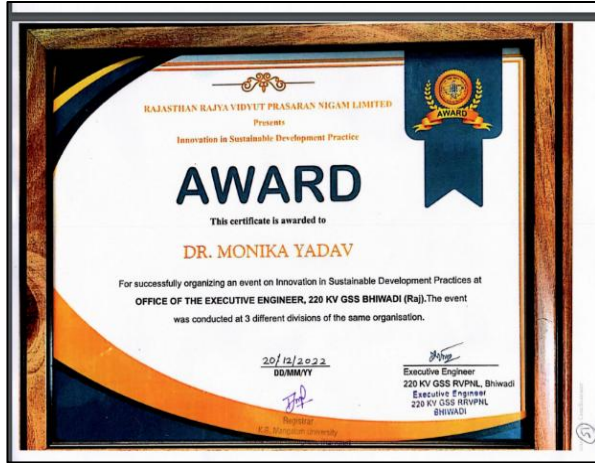 RAJASTHAN RAJYA VIDYUT PRASARAN NIGAM LIMITED
Presents
Innovation in Sustainable Development Practice
AWARD
AWARD
This certificate is awarded to
DR. MONIKA YADAV
For successfully organizing an event on Innovation in Sustainable Development Practices at
OFFICE OF THE EXECUTIVE ENGINEER, 220 KV GSS BHIWADI (Raj).The event
was conducted at 3 different divisions of the same organisation.
20/12/2022
DD/MM/YY
Executive Engineer
220 KV GSS RVPNL, Bhiwadi
Executive Engineer
220 KV GSS RRVPNL
BHIWADI
Registrar
K.R. Mangalam University